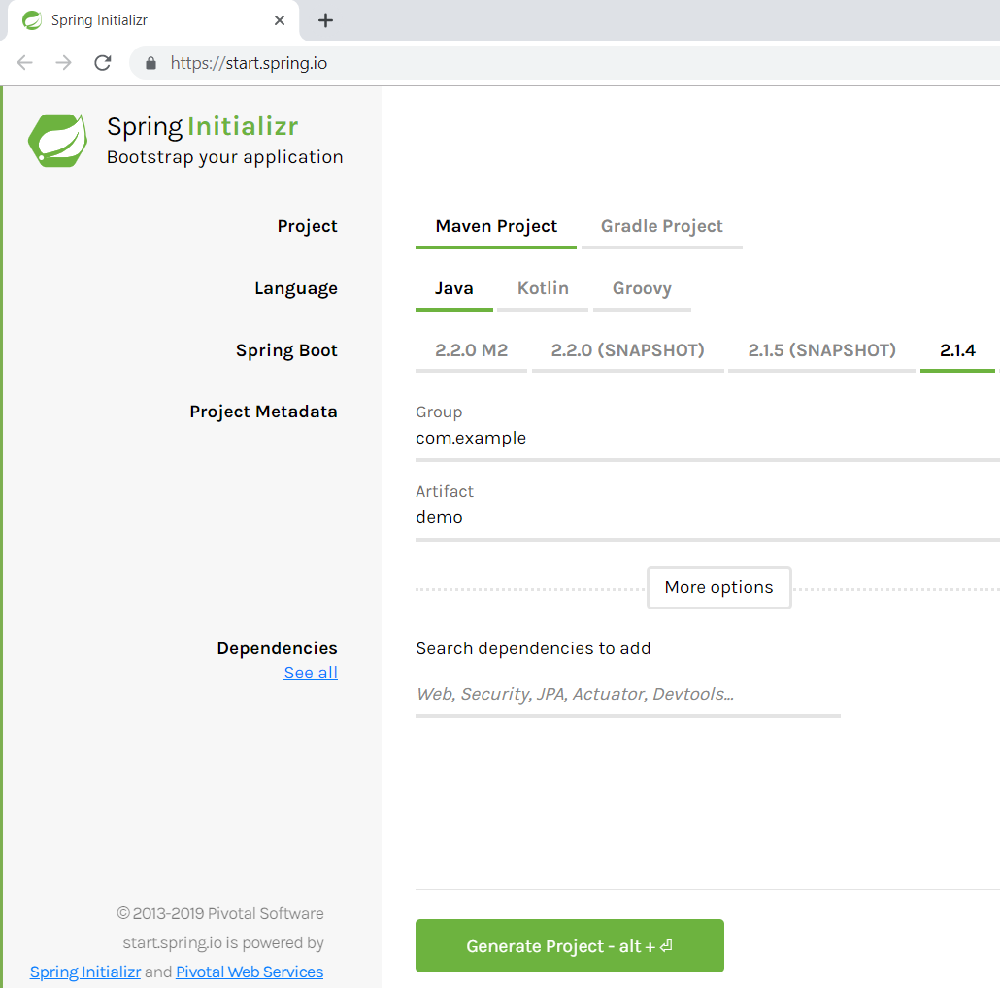 Spring Initializr
https://start.spring.io
Spring Initializr
Bootstrap your application
Project
Maven Project Gradle Project
Language
Java Kotlin Groovy
Spring Boot
2.2.0 M2 2.2.0 (SNAPSHOT) 2.1.5 (SNAPSHOT) 2.1.4
Project Metadata
Group
com.example
Artifact
demo
More options
Dependencies
See all
Search dependencies to add
Web, Security, JPA, Actuator, Devtools...
© 2013-2019 Pivotal Software
start.spring.io is powered by
Spring Initializr and Pivotal Web Services
Generate Project - alt + ⏎